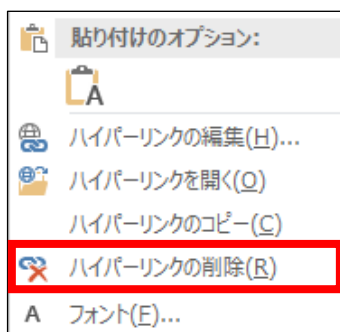 貼り付けのオプション:
A
ハイパーリンクの編集(H)...
ハイパーリンクを開く(O)
ハイパーリンクのコピー(C)
ハイパーリンクの削除(R)
A フォント(F)...